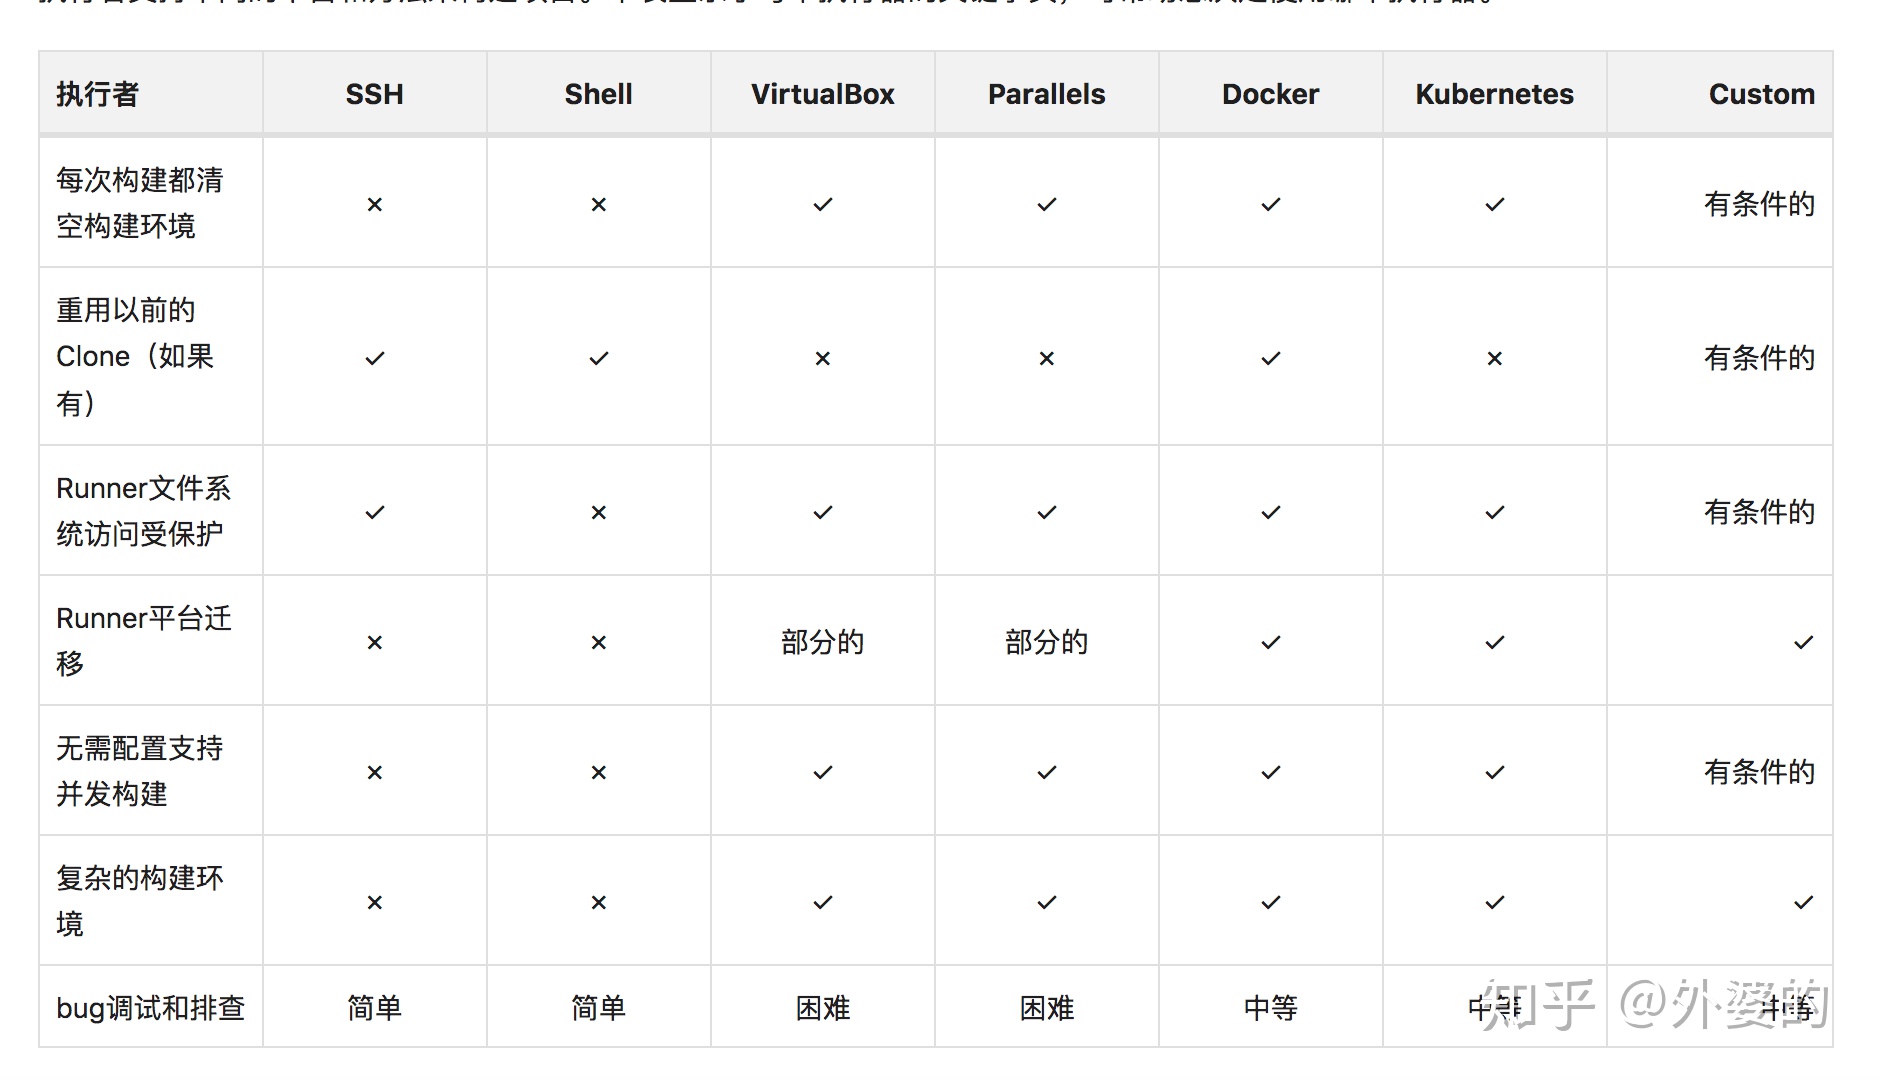 执行者 SSH Shell VirtualBox Parallels Docker Kubernetes Custom
每次构建都清
空构建环境 × × ✓ ✓ ✓ ✓ 有条件的
重用以前的
Clone（如果 ✓ ✓ × × ✓ × 有条件的
有）
Runner文件系
统访问受保护 ✓ × ✓ ✓ ✓ ✓ 有条件的
Runner平台迁
移 × × 部分的 部分的 ✓ ✓ ✓
无需配置支持
并发构建 × × ✓ ✓ ✓ ✓ 有条件的
复杂的构建环
境 × × ✓ ✓ ✓ ✓ ✓
bug调试和排查 简单 简单 困难 困难 中等 中等 中等
知乎 @外婆的